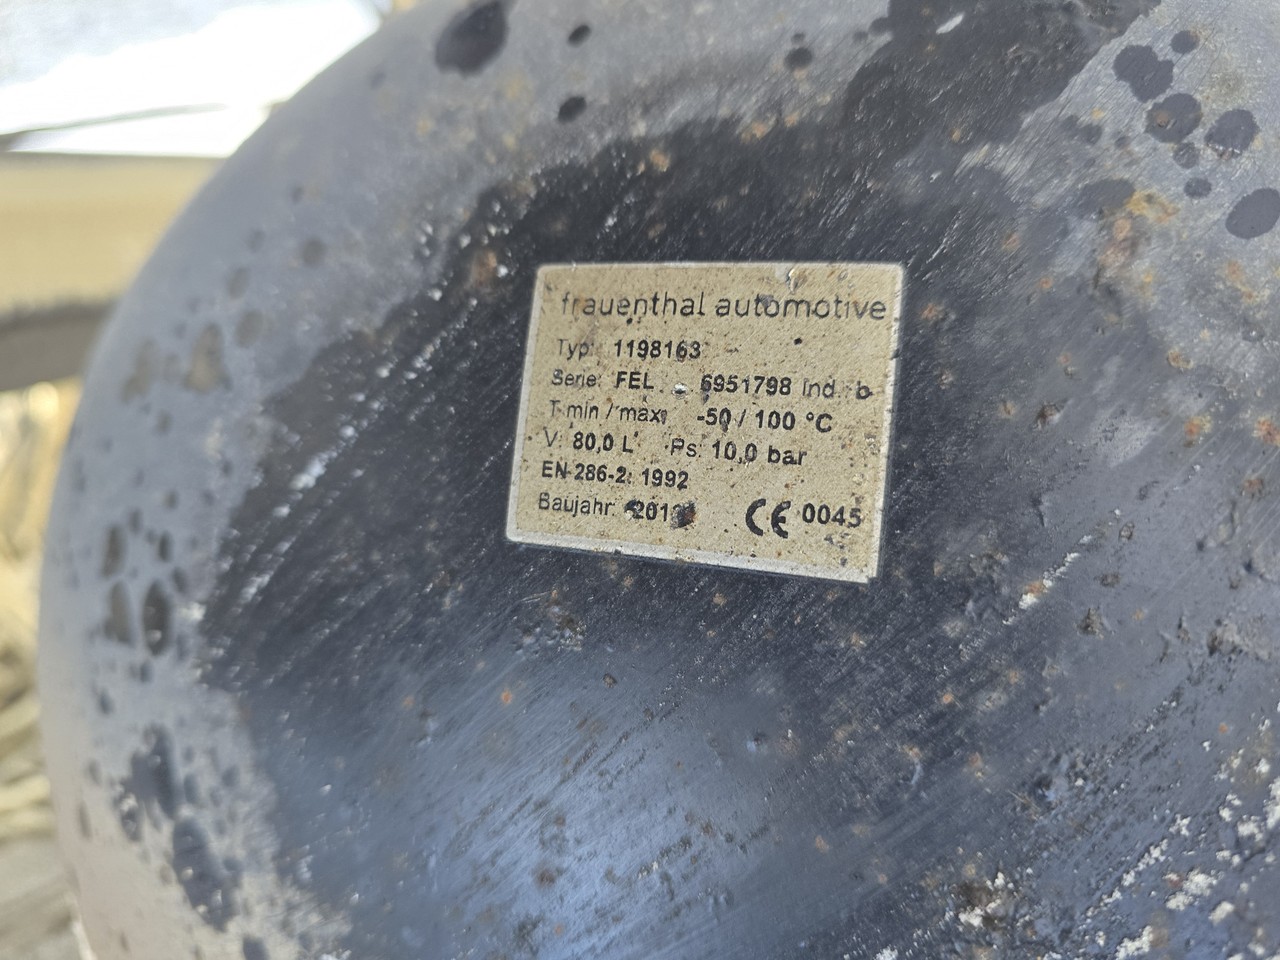 frauenthal automotive
Typ: 1198163
Serie: FEL 6951798 Ind.: b
T min / max: -50 / 100 °C
V: 80,0 L Ps: 10,0 bar
EN 286-2: 1992
Baujahr: CE 0045